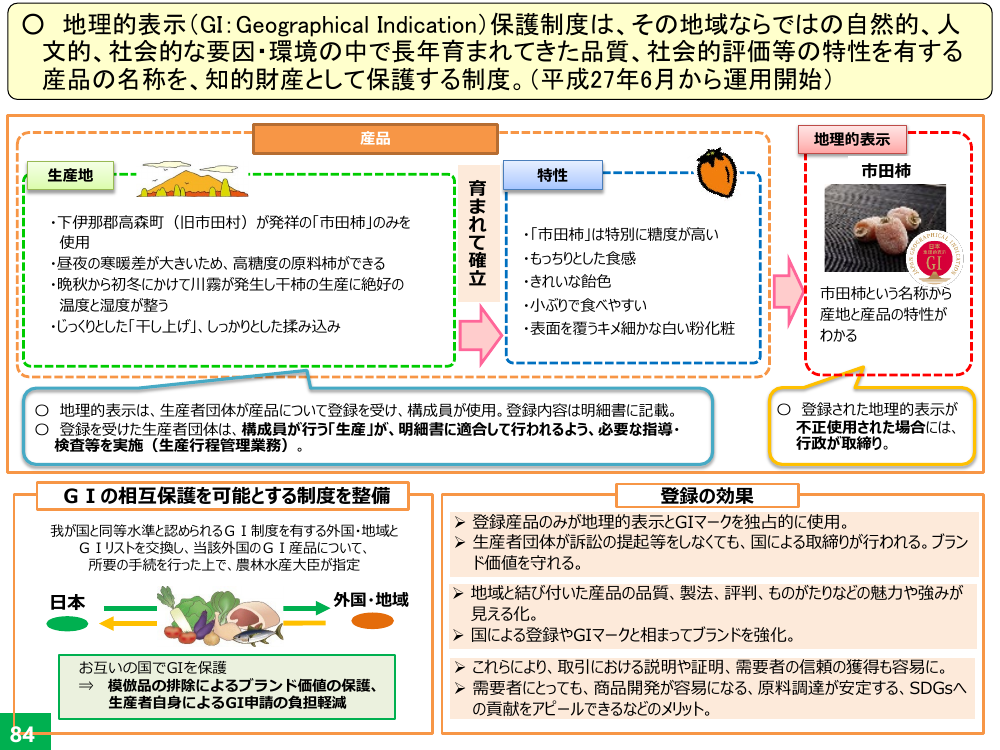 〇 地理的表示（GI：Geographical Indication）保護制度は、その地域ならではの自然的、人
文的、社会的な要因・環境の中で長年育まれてきた品質、社会的評価等の特性を有する
産品の名称を、知的財産として保護する制度。（平成27年6月から運用開始）
産品
生産地
・下伊那郡高森町（旧市田村）が発祥の「市田柿」のみを
使用
・昼夜の寒暖差が大きいため、高糖度の原料柿ができる
・晩秋から初冬にかけて川霧が発生し干柿の生産に絶好の
温度と湿度が整う
・じっくりとした「干し上げ」、しっかりとした揉み込み
育まれて確立
特性
・「市田柿」は特別に糖度が高い
・もっちりとした食感
・きれいな飴色
・小ぶりで食べやすい
・表面を覆うキメ細かな白い粉化粧
地理的表示
市田柿
JAPAN GEOGRAPHICAL INDICATION
日本
地理的表示
GI
市田柿という名称から
産地と産品の特性が
わかる
〇 地理的表示は、生産者団体が産品について登録を受け、構成員が使用。登録内容は明細書に記載。
〇 登録を受けた生産者団体は、構成員が行う「生産」が、明細書に適合して行われるよう、必要な指導・
検査等を実施（生産行程管理業務）。
〇 登録された地理的表示が
不正使用された場合には、
行政が取締り。
ＧＩの相互保護を可能とする制度を整備
我が国と同等水準と認められるＧＩ制度を有する外国・地域と
ＧＩリストを交換し、当該外国のＧＩ産品について、
所要の手続を行った上で、農林水産大臣が指定
日本
外国・地域
お互いの国でGIを保護
⇒ 模倣品の排除によるブランド価値の保護、
生産者自身によるGI申請の負担軽減
登録の効果
➢ 登録産品のみが地理的表示とGIマークを独占的に使用。
➢ 生産者団体が訴訟の提起等をしなくても、国による取締りが行われる。ブラン
ド価値を守れる。
➢ 地域と結び付いた産品の品質、製法、評判、ものがたりなどの魅力や強みが
見える化。
➢ 国による登録やGIマークと相まってブランドを強化。
➢ これらにより、取引における説明や証明、需要者の信頼の獲得も容易に。
➢ 需要者にとっても、商品開発が容易になる、原料調達が安定する、SDGsへ
の貢献をアピールできるなどのメリット。
84